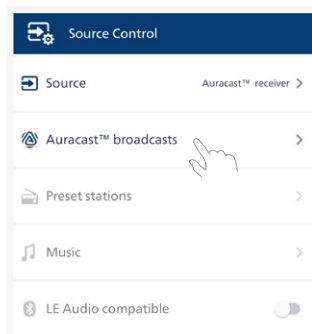 Source Control
Source Auracast™ receiver
Auracast™ broadcasts
Preset stations
Music
LE Audio compatible